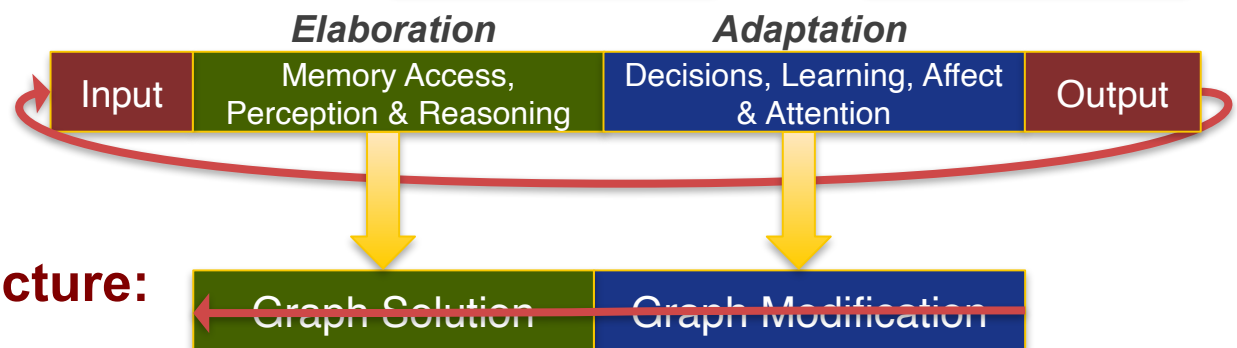 Elaboration
Adaptation
Input
Memory Access,
Perception & Reasoning
Decisions, Learning, Affect
& Attention
Output
cture:
Graph Solution
Graph Modification